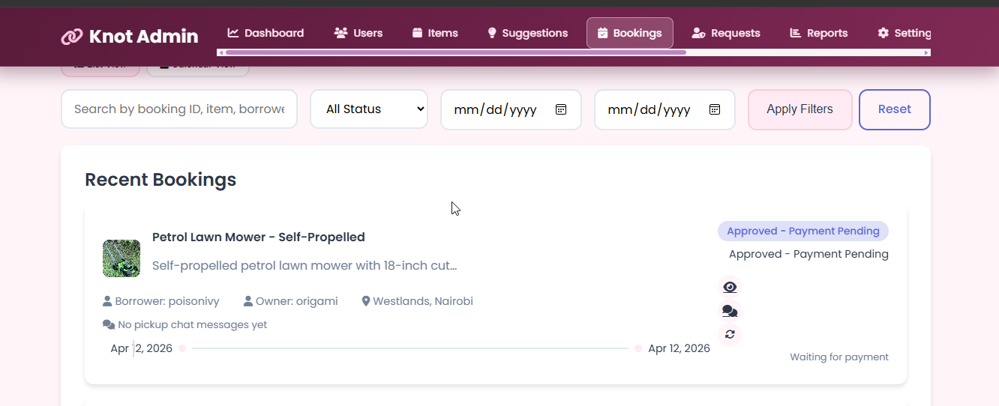 Knot Admin
Dashboard
Users
Items
Suggestions
Bookings
Requests
Reports
Setting
Search by booking ID, item, borrowe
All Status
mm/dd/yyyy
mm/dd/yyyy
Apply Filters
Reset
Recent Bookings
Petrol Lawn Mower - Self-Propelled
Self-propelled petrol lawn mower with 18-inch cut...
Approved - Payment Pending
Approved - Payment Pending
Borrower: poisonivy
Owner: origami
Westlands, Nairobi
No pickup chat messages yet
Apr 12, 2026
Apr 12, 2026
Waiting for payment